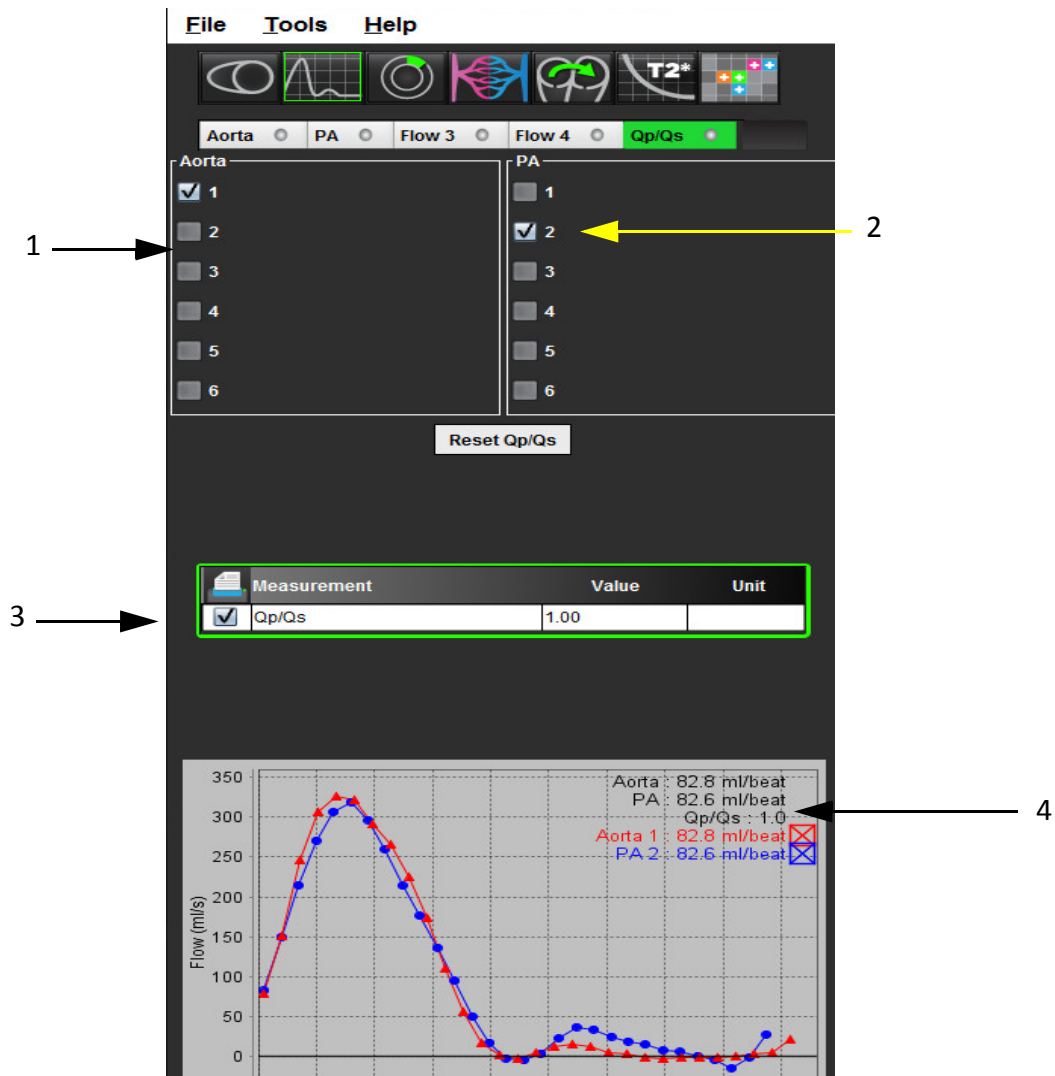 File Tools Help
T2*
Aorta PA Flow 3 Flow 4 Qp/Qs
Aorta PA
1 1
2 2
1 2
3 3
4 4
5 5
6 6
Reset Qp/Qs
Measurement Value Unit
3
Qp/Qs 1.00
350 Aorta : 82.8 ml/beat
PA : 82.6 ml/beat
300 Qp/Qs : 1.0 4
Aorta 1 : 82.8 ml/beat
250 PA 2 : 82.6 ml/beat
200
Flow (ml/s)
150
100
50
0